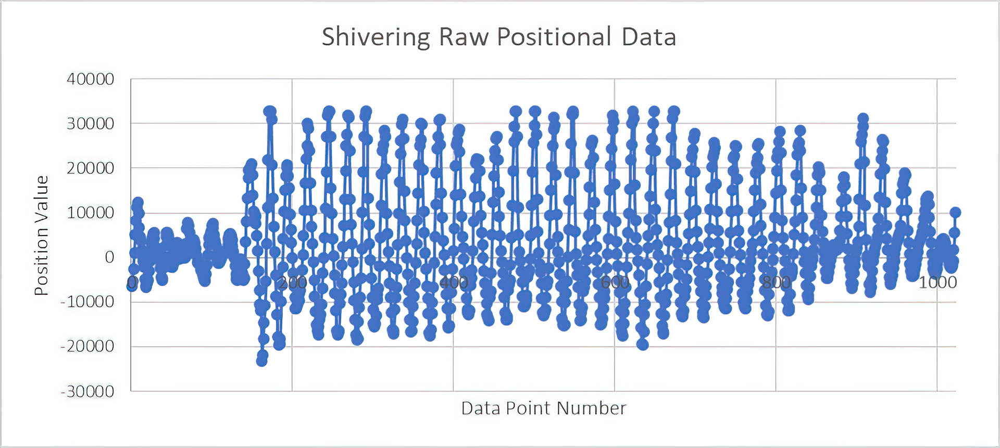 Shivering Raw Positional Data
40000
30000
20000
10000
0
-10000
-20000
-30000
Position Value
0 200 400 600 800 1000
Data Point Number